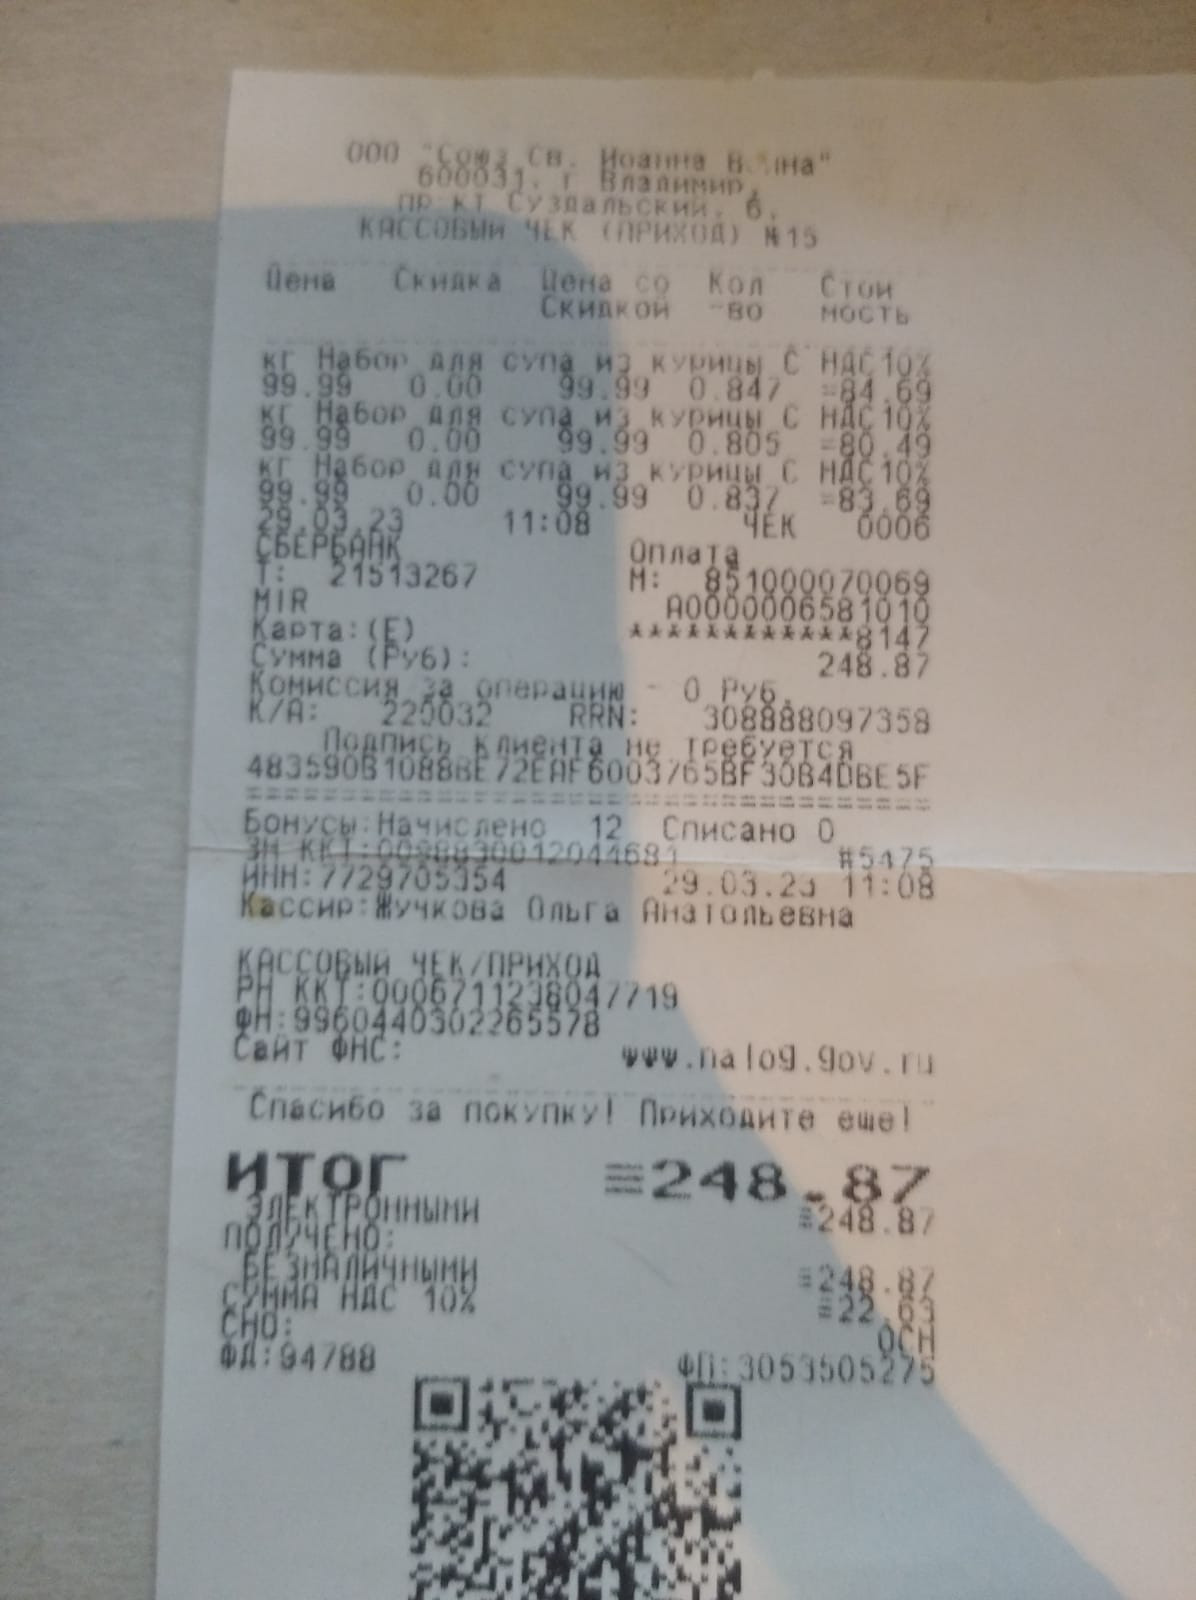 ООО "Союз Св. Иоанна В..ина"
600031, г Владимир,
пр-кт Суздальский, 6,
КАССОВЫЙ ЧЕК (ПРИХОД) №15
Цена Скидка Цена со Кол Стои
Скидкой -во мость
кг Набор для супа из курицы С НДС10%
99.99 0.00 99.99 0.847 =84.69
кг Набор для супа из курицы С НДС10%
99.99 0.00 99.99 0.805 =80.49
кг Набор для супа из курицы С НДС10%
99.99 0.00 99.99 0.837 =83.69
29.03.23 11:08 ЧЕК 0006
СБЕРБАНК Оплата
Т: 21513267 М: 851000070069
MIR A0000006581010
Карта:(E) ************8147
Сумма (Руб): 248.87
Комиссия за операцию - 0 Руб.
К/А: 220032 RRN: 308888097358
Подпись клиента не требуется
483590B1088BE72EAF6003765BF30B4DBE5F
====================================
Бонусы:Начислено 12 Списано 0
ЗН ККТ:0098830012044681 #5475
ИНН:7729705354 29.03.23 11:08
Кассир:Жучкова Ольга Анатольевна
КАССОВЫЙ ЧЕК/ПРИХОД
РН ККТ:0006711238047719
ФН:9960440302265578
Сайт ФНС: www.nalog.gov.ru
Спасибо за покупку! Приходите еще!
ИТОГ ≡248.87
ЭЛЕКТРОННЫМИ ≡248.87
ПОЛУЧЕНО:
БЕЗНАЛИЧНЫМИ ≡248.87
СУММА НДС 10% ≡22.63
СНО: ОСН
ФД:94788 ФП:3053505275